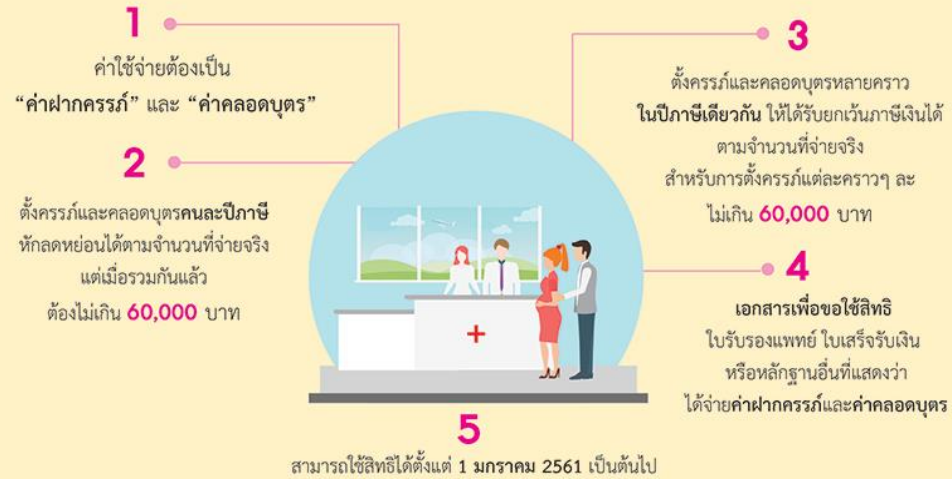 1
ค่าใช้จ่ายต้องเป็น
“ค่าฝากครรภ์” และ “ค่าคลอดบุตร”
2
ตั้งครรภ์และคลอดบุตรคนละปีภาษี
หักลดหย่อนได้ตามจำนวนที่จ่ายจริง
แต่เมื่อรวมกันแล้ว
ต้องไม่เกิน 60,000 บาท
3
ตั้งครรภ์และคลอดบุตรหลายคราว
ในปีภาษีเดียวกัน ให้ได้รับยกเว้นภาษีเงินได้
ตามจำนวนที่จ่ายจริง
สำหรับการตั้งครรภ์แต่ละคราวๆ ละ
ไม่เกิน 60,000 บาท
4
เอกสารเพื่อขอใช้สิทธิ
ใบรับรองแพทย์ ใบเสร็จรับเงิน
หรือหลักฐานอื่นที่แสดงว่า
ได้จ่ายค่าฝากครรภ์และค่าคลอดบุตร
5
สามารถใช้สิทธิได้ตั้งแต่ 1 มกราคม 2561 เป็นต้นไป